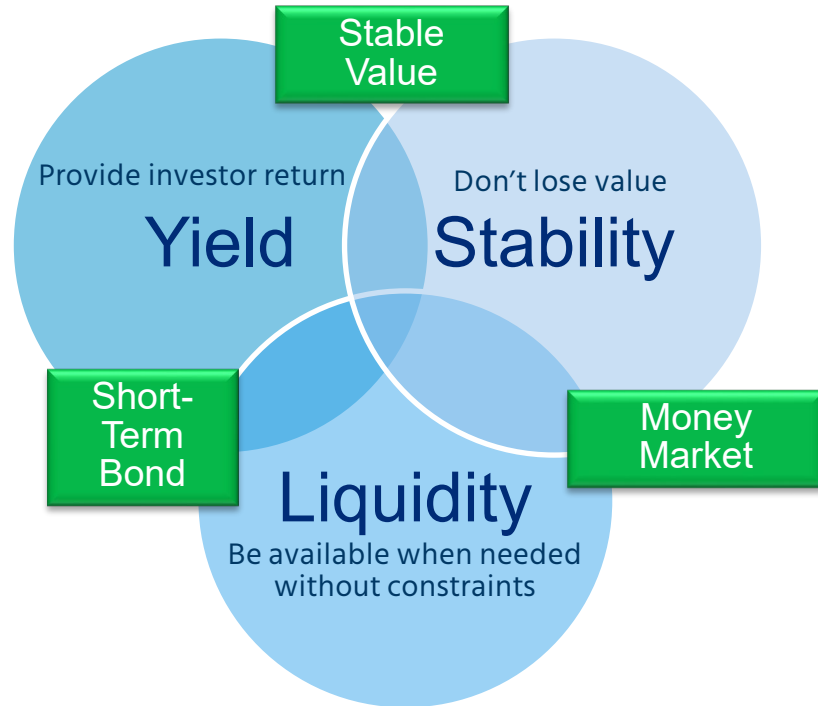 Stable
Value
Provide investor return
Yield
Don’t lose value
Stability
Short-
Term
Bond
Money
Market
Liquidity
Be available when needed
without constraints